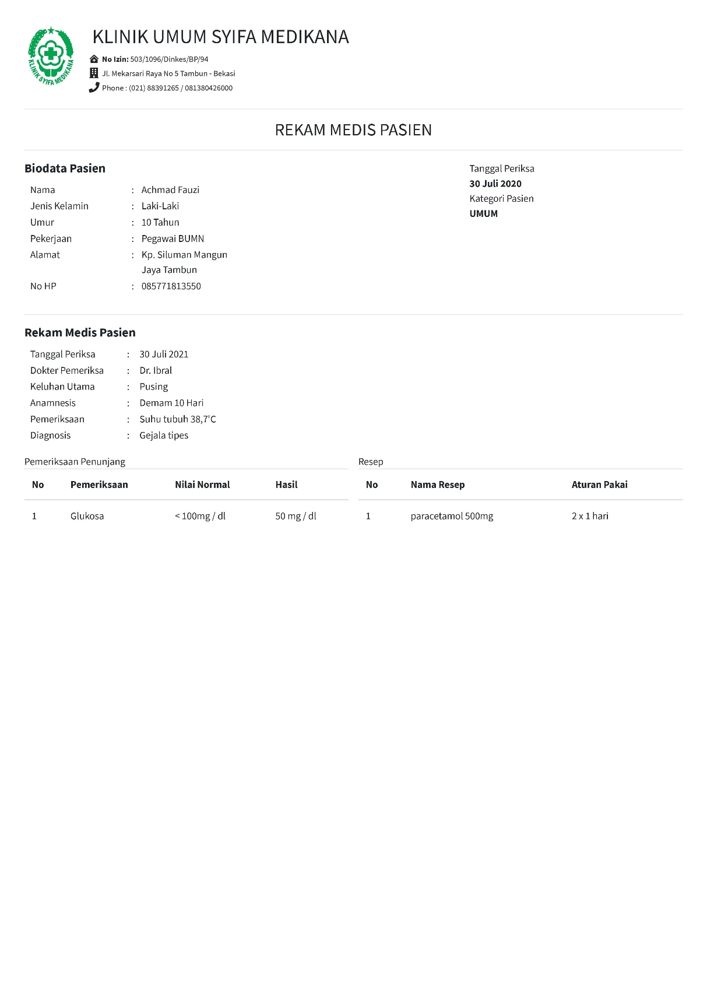 KLINIK UMUM SYIFA MEDIKANA
KLINIK SYIFA MEDIKANA
No Izin: 503/1096/Dinkes/BP/94
Jl. Mekarsari Raya No 5 Tambun - Bekasi
Phone : (021) 88391265 / 081380426000
REKAM MEDIS PASIEN
Biodata Pasien
Nama : Achmad Fauzi
Jenis Kelamin : Laki-Laki
Umur : 10 Tahun
Pekerjaan : Pegawai BUMN
Alamat : Kp. Siluman Mangun
Jaya Tambun
No HP : 085771813550
Tanggal Periksa
30 Juli 2020
Kategori Pasien
UMUM
Rekam Medis Pasien
Tanggal Periksa : 30 Juli 2021
Dokter Pemeriksa : Dr. Ibral
Keluhan Utama : Pusing
Anamnesis : Demam 10 Hari
Pemeriksaan : Suhu tubuh 38,7'C
Diagnosis : Gejala tipes
Pemeriksaan Penunjang
No Pemeriksaan Nilai Normal Hasil
1 Glukosa < 100mg / dl 50 mg / dl
Resep
No Nama Resep Aturan Pakai
1 paracetamol 500mg 2 x 1 hari